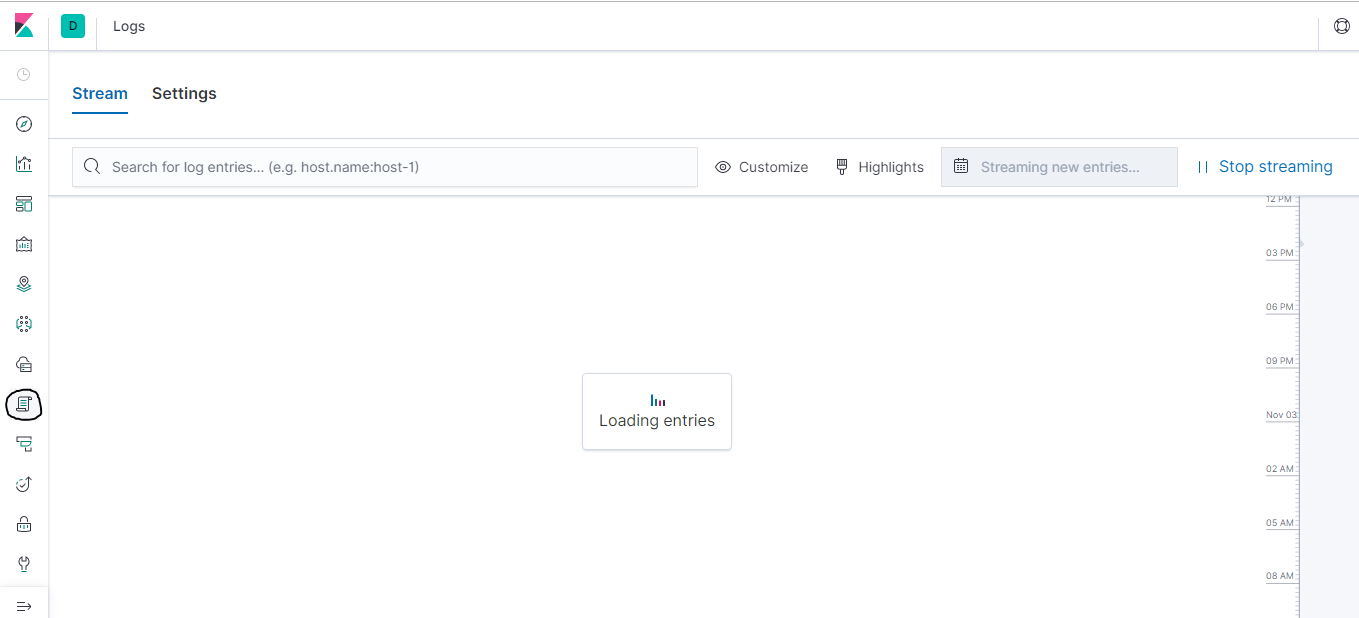 D Logs
Stream Settings
Search for log entries... (e.g. host.name:host-1) Customize Highlights Streaming new entries... Stop streaming
12 PM
03 PM
06 PM
09 PM
Loading entries
Nov 03
02 AM
05 AM
08 AM